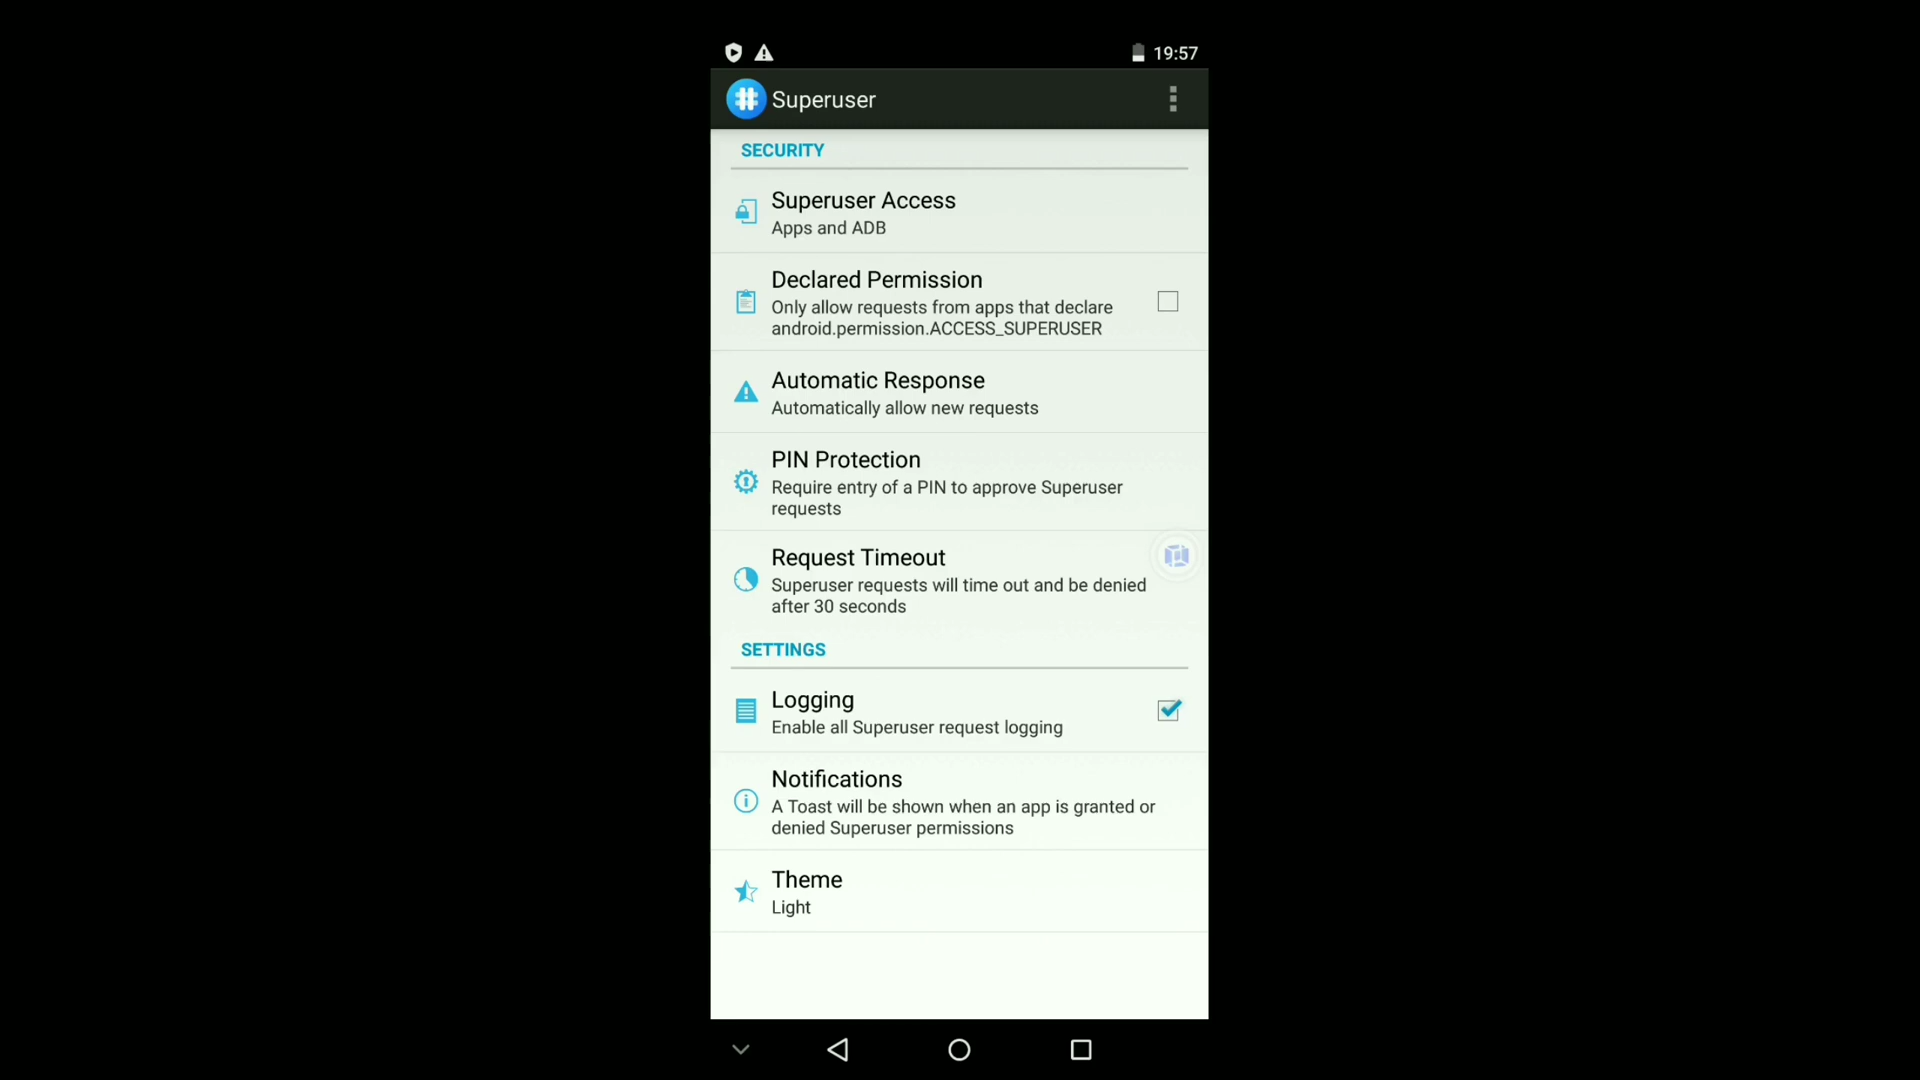 19:57
Superuser
SECURITY
Superuser Access
Apps and ADB
Declared Permission
Only allow requests from apps that declare
android.permission.ACCESS_SUPERUSER
Automatic Response
Automatically allow new requests
PIN Protection
Require entry of a PIN to approve Superuser
requests
Request Timeout
Superuser requests will time out and be denied
after 30 seconds
SETTINGS
Logging
Enable all Superuser request logging
Notifications
A Toast will be shown when an app is granted or
denied Superuser permissions
Theme
Light